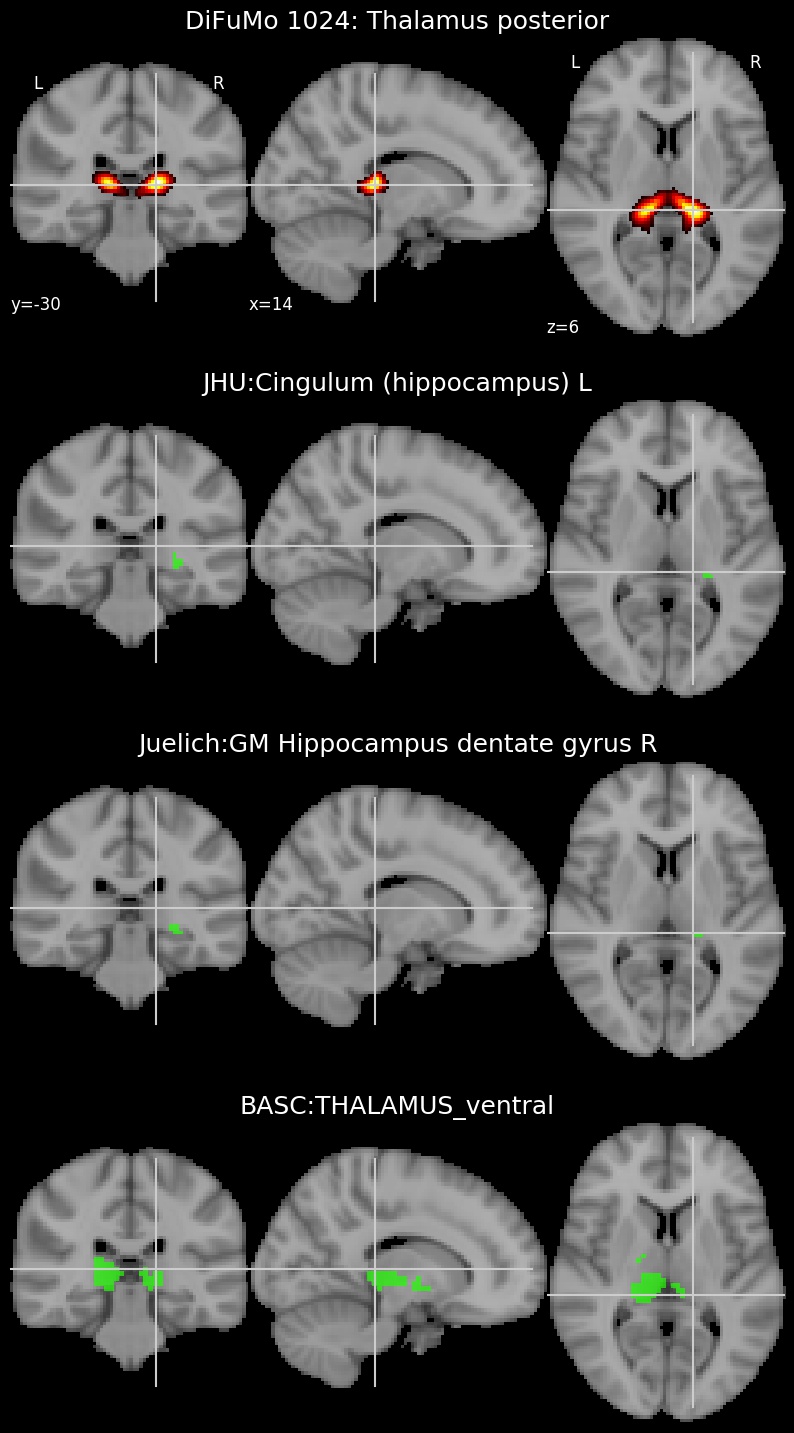 DiFuMo 1024: Thalamus posterior
L R L R
y=-30 x=14 z=6
JHU:Cingulum (hippocampus) L
Juelich:GM Hippocampus dentate gyrus R
BASC:THALAMUS_ventral